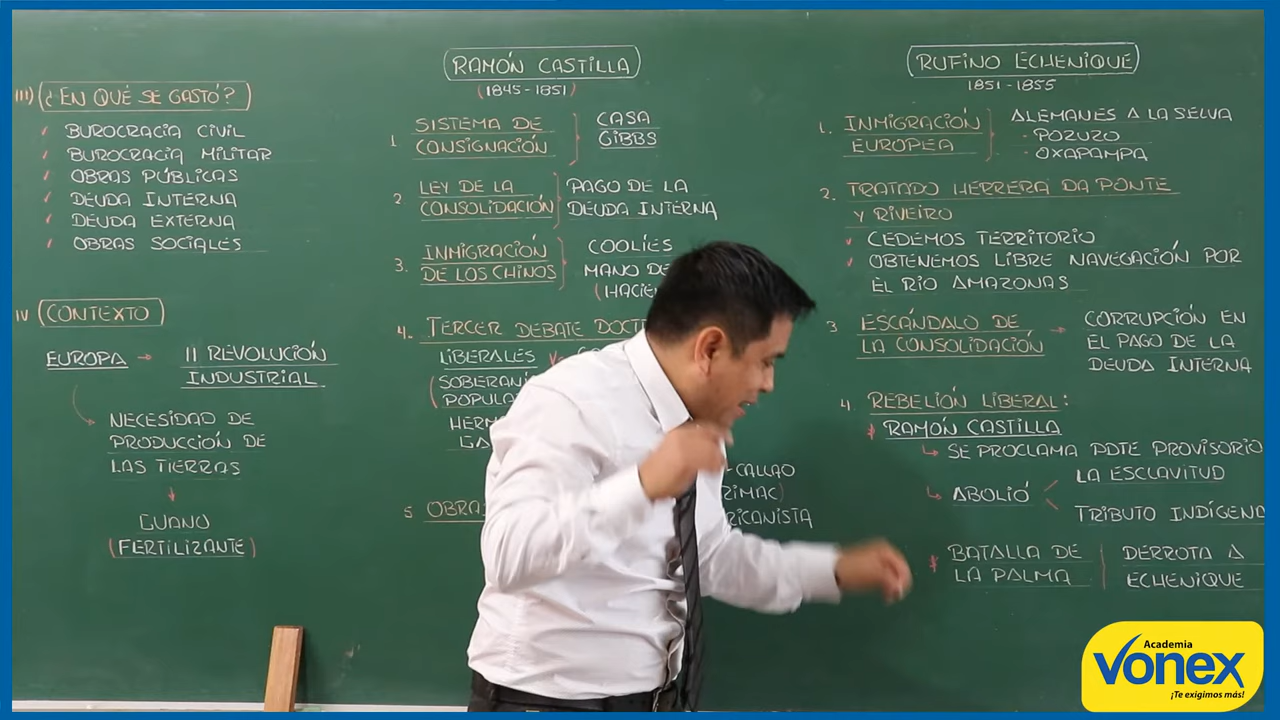 III) ¿EN QUÉ SE GASTÓ?
BUROCRACIA CIVIL
BUROCRACIA MILITAR
OBRAS PÚBLICAS
DEUDA INTERNA
DEUDA EXTERNA
OBRAS SOCIALES
IV (CONTEXTO)
EUROPA → II REVOLUCIÓN
INDUSTRIAL
NECESIDAD DE
PRODUCCIÓN DE
LAS TIERRAS
GUANO
(FERTILIZANTE)
RAMÓN CASTILLA
(1845-1851)
1. SISTEMA DE
CONSIGNACIÓN
CASA
GIBBS
2 LEY DE LA
CONSOLIDACIÓN
PAGO DE LA
DEUDA INTERNA
3. INMIGRACIÓN
DE LOS CHINOS
COOLÍES
MANO DE
(HACIE
4. TERCER DEBATE DOCT
LIBERALES Vs
(SOBERANÍ
POPULA
HER
GA
5 OBRA
-CALLAO
RIMAC)
RICANISTA
RUFINO ECHENIQUE
1851-1855
1. INMIGRACIÓN
EUROPEA
ALEMANES A LA SELVA
- POZUZO
- OXAPAMPA
2. TRATADO HERRERA DA PONTE
Y RIVEIRO
CEDEMOS TERRITORIO
OBTENEMOS LIBRE NAVEGACIÓN POR
EL RÍO AMAZONAS
3 ESCÁNDALO DE
LA CONSOLIDACIÓN
→ CORRUPCIÓN EN
EL PAGO DE LA
DEUDA INTERNA
4. REBELIÓN LIBERAL:
* RAMÓN CASTILLA
↳ SE PROCLAMA PDTE PROVISORIO
↳ ABOLIÓ
LA ESCLAVITUD
TRIBUTO INDÍGENA
* BATALLA DE
LA PALMA
DERROTA A
ECHENIQUE
Academia
Vonex
¡Te exigimos más!